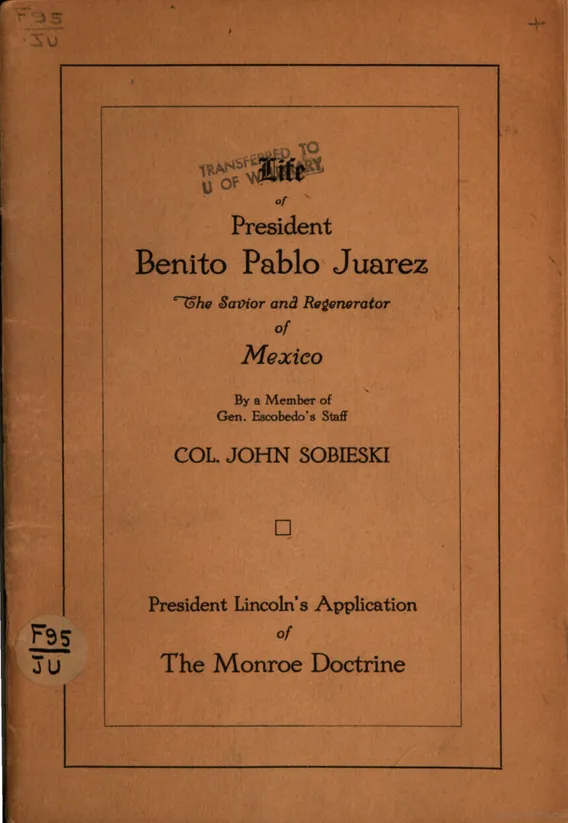 F95
JU
TRANSFERRED TO
U OF W LIBRARY
Life
of
President
Benito Pablo Juarez
The Savior and Regenerator
of
Mexico
By a Member of
Gen. Escobedo's Staff
COL. JOHN SOBIESKI
President Lincoln's Application
of
The Monroe Doctrine
F95
JU